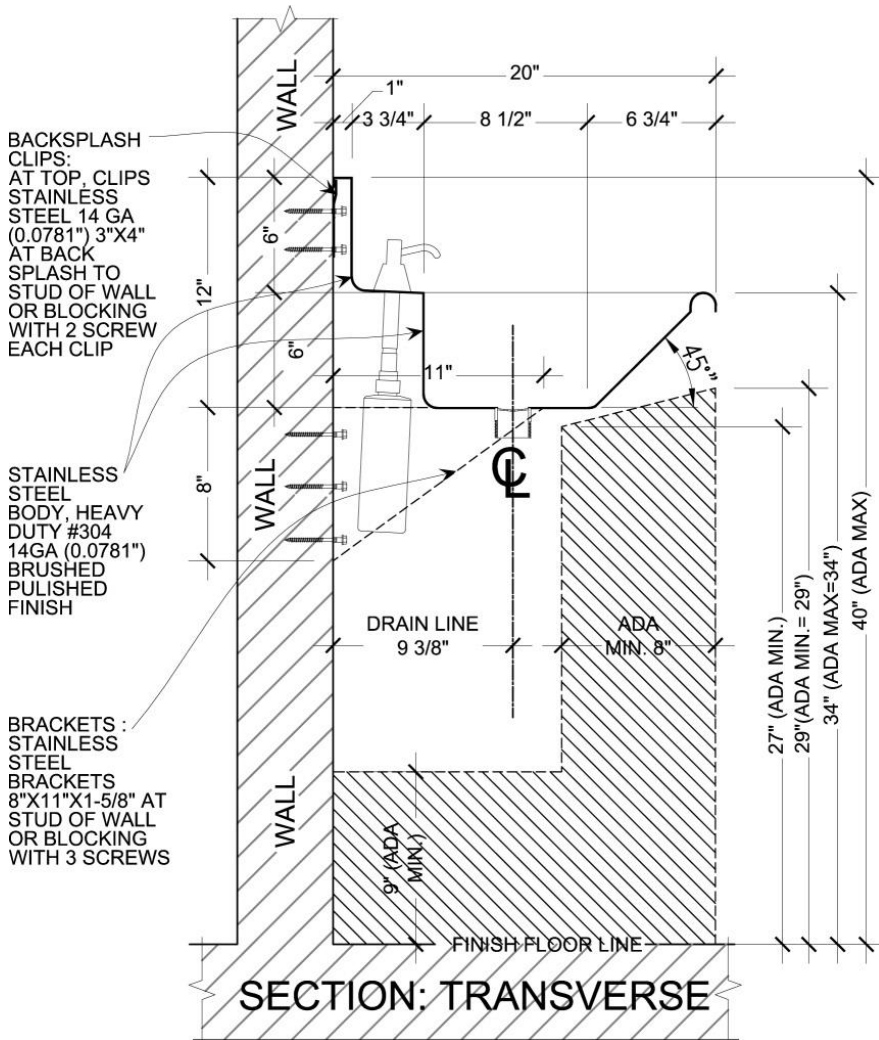 20"
1"
3 3/4"
8 1/2"
6 3/4"
WALL
BACKSPLASH
CLIPS:
AT TOP, CLIPS
STAINLESS
STEEL 14 GA
(0.0781") 3"X4"
AT BACK
SPLASH TO
STUD OF WALL
OR BLOCKING
WITH 2 SCREW
EACH CLIP
6"
12"
6"
11"
45°"
STAINLESS
STEEL
BODY, HEAVY
DUTY #304
14GA (0.0781")
BRUSHED
PULISHED
FINISH
8"
WALL
CL
DRAIN LINE
9 3/8"
ADA
MIN. 8"
27" (ADA MIN.)
29"(ADA MIN.= 29")
34" (ADA MAX=34")
40" (ADA MAX)
BRACKETS :
STAINLESS
STEEL
BRACKETS
8"X11"X1-5/8" AT
STUD OF WALL
OR BLOCKING
WITH 3 SCREWS
WALL
9" (ADA
MIN.)
FINISH FLOOR LINE
SECTION: TRANSVERSE